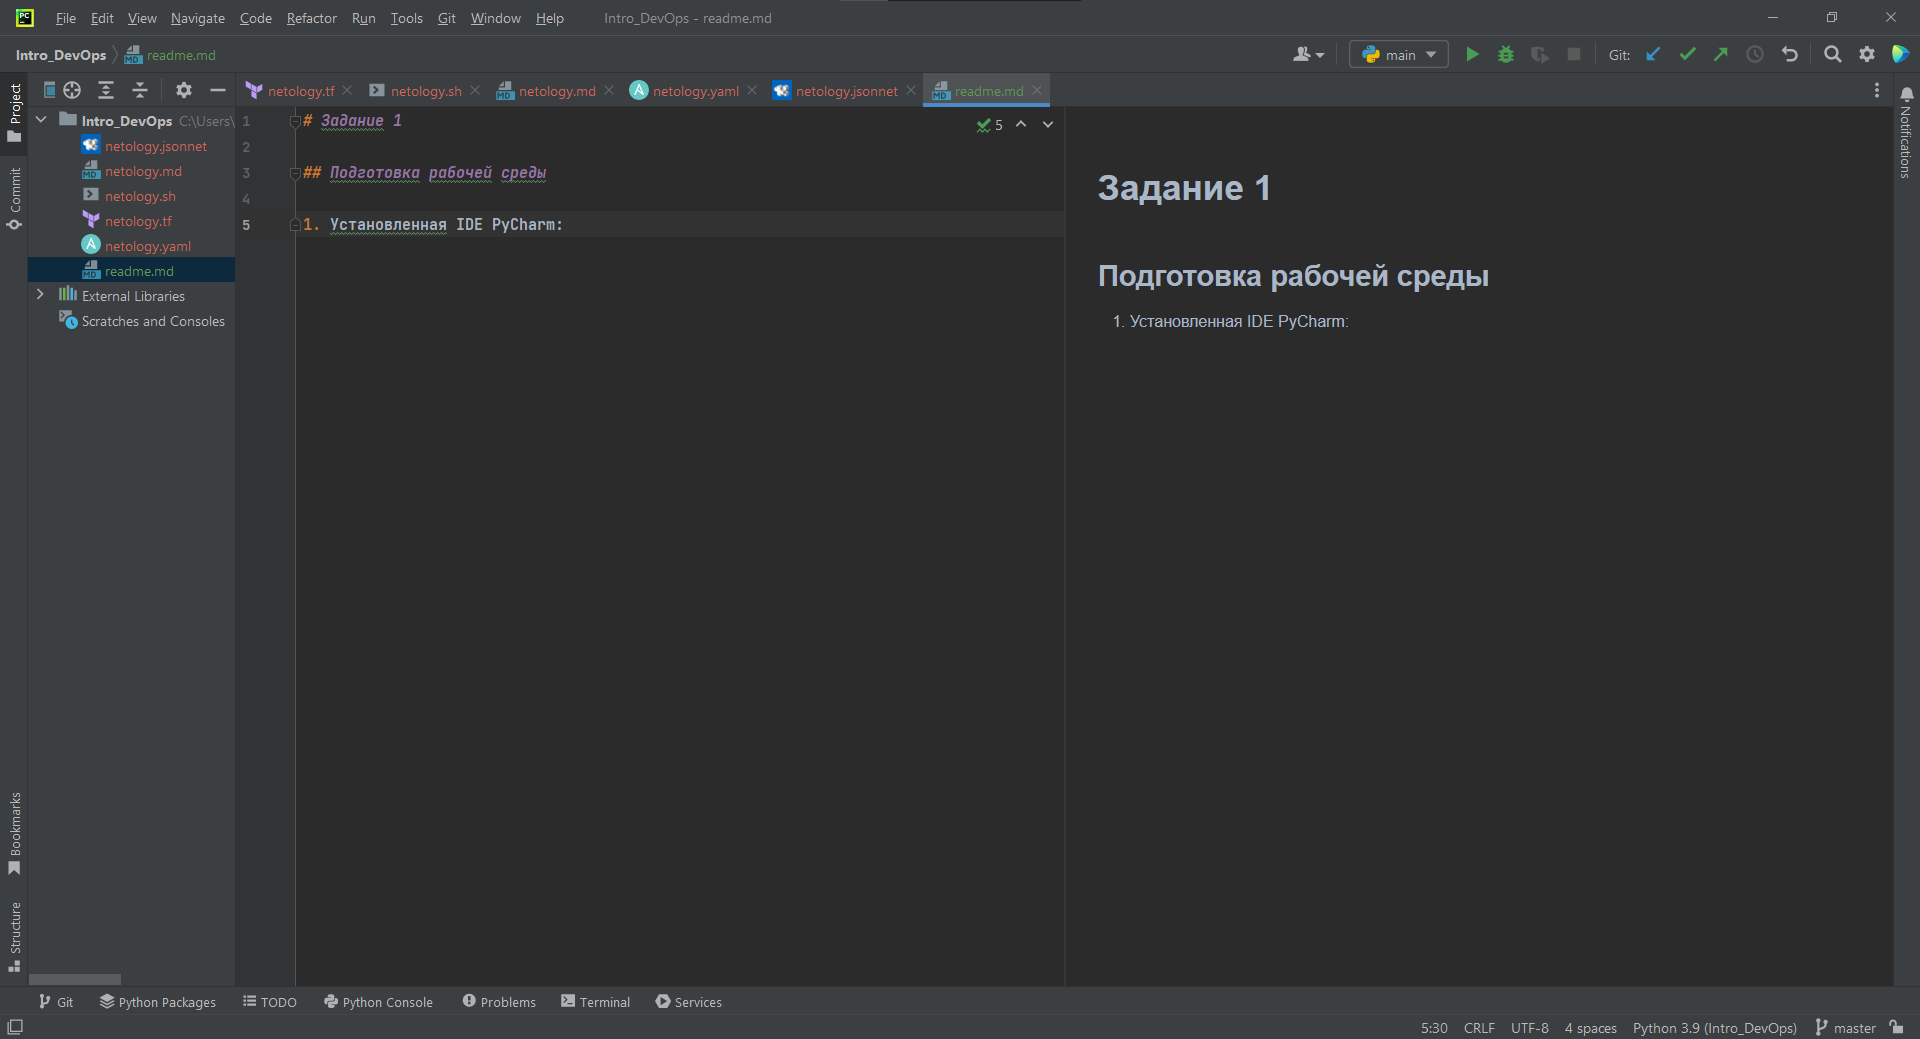 File Edit View Navigate Code Refactor Run Tools Git Window Help Intro_DevOps - readme.md
Intro_DevOps readme.md main Git:
netology.tf netology.sh netology.md netology.yaml netology.jsonnet readme.md
Project
Commit
Bookmarks
Structure
Intro_DevOps C:\Users\
netology.jsonnet
netology.md
netology.sh
netology.tf
netology.yaml
readme.md
External Libraries
Scratches and Consoles
1 # Задание 1
2
3 ## Подготовка рабочей среды
4
5 1. Установленная IDE PyCharm:
5
Задание 1
Подготовка рабочей среды
1. Установленная IDE PyCharm:
Notifications
Git Python Packages TODO Python Console Problems Terminal Services
5:30 CRLF UTF-8 4 spaces Python 3.9 (Intro_DevOps) master